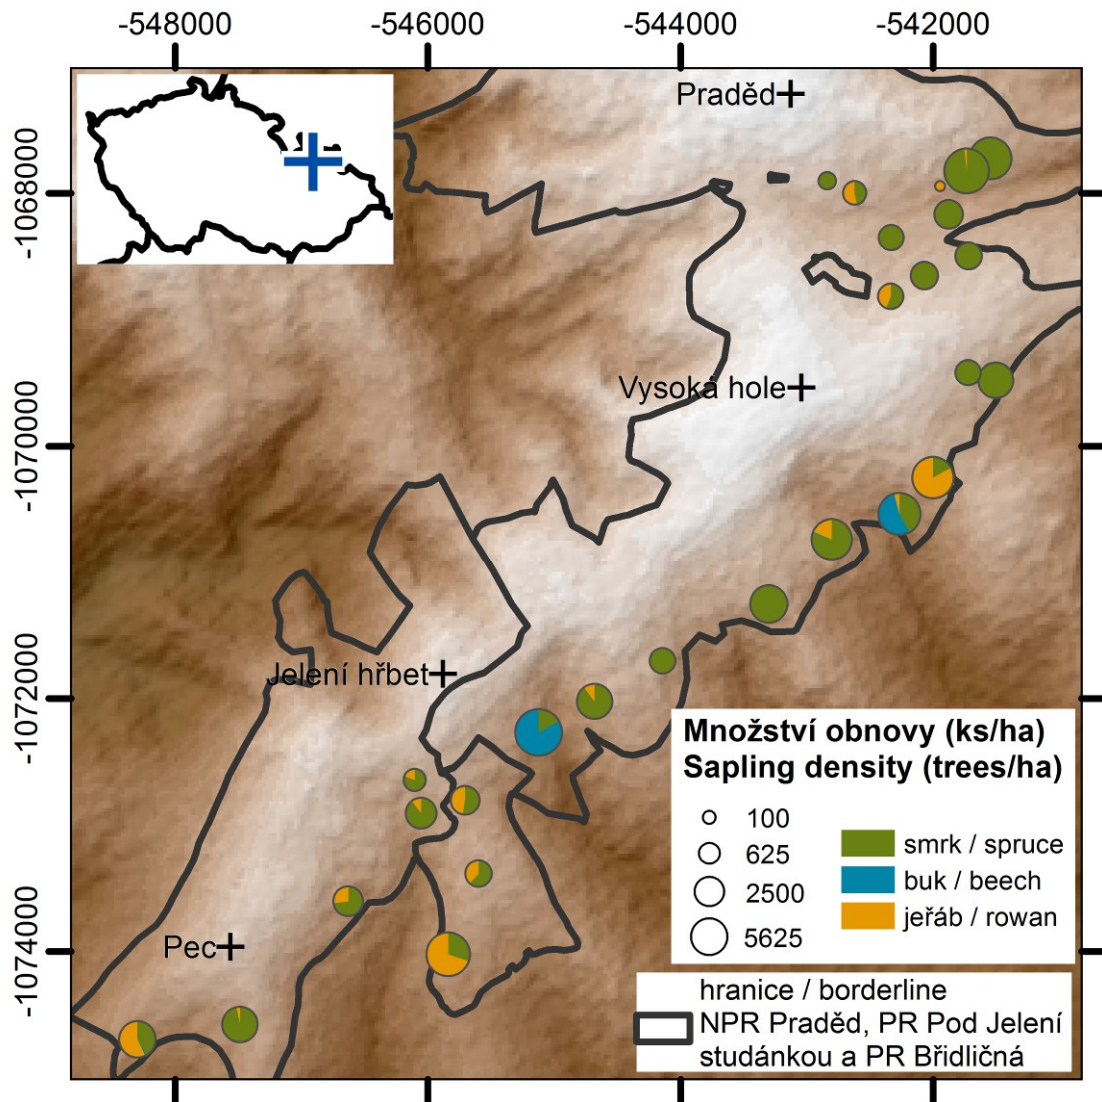 -548000 -546000 -544000 -542000
Praděd
-1068000
Vysoká hole
-1070000
Jelení hřbet
-1072000
Množství obnovy (ks/ha)
Sapling density (trees/ha)
100
625
2500
5625
smrk / spruce
buk / beech
jeřáb / rowan
Pec
-1074000
hranice / borderline
NPR Praděd, PR Pod Jelení
studánkou a PR Břidličná